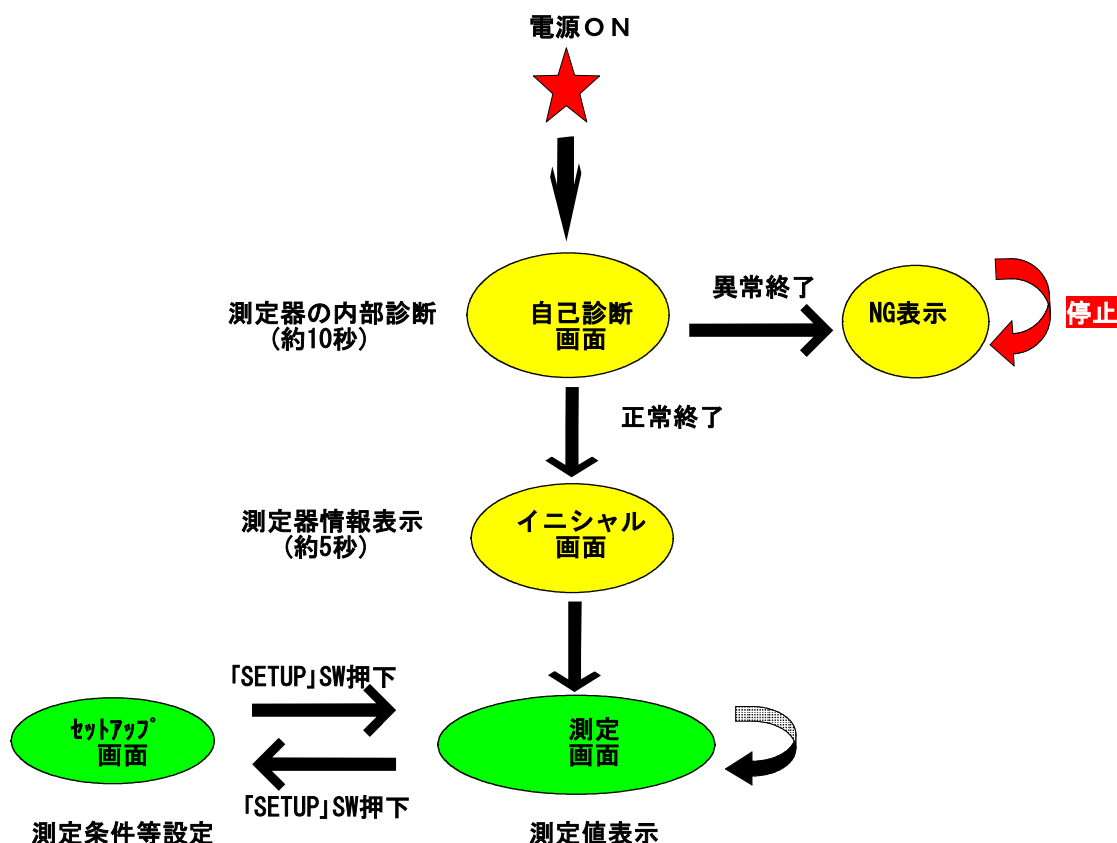 電源ＯＮ
測定器の内部診断
(約10秒)
自己診断
画面
異常終了
NG表示
停止
正常終了
測定器情報表示
(約5秒)
イニシャル
画面
｢SETUP｣SW押下
ｾｯﾄｱｯﾌﾟ
画面
測定
画面
｢SETUP｣SW押下
測定条件等設定
測定値表示